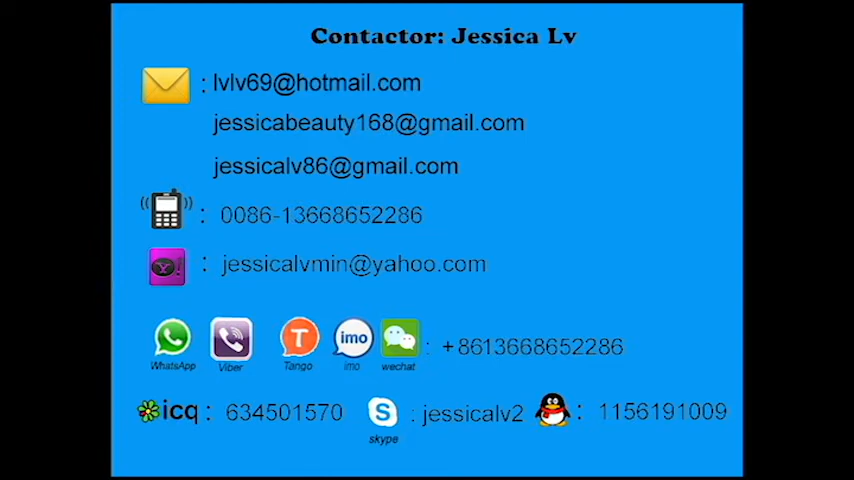 Contactor: Jessica Lv
: lvlv69@hotmail.com
jessicabeauty168@gmail.com
jessicalv86@gmail.com
: 0086-13668652286
Y! : jessicalvmin@yahoo.com
T imo : +8613668652286
WhatsApp Viber Tango imo wechat
icq : 634501570 S : jessicalv2 : 1156191009
skype